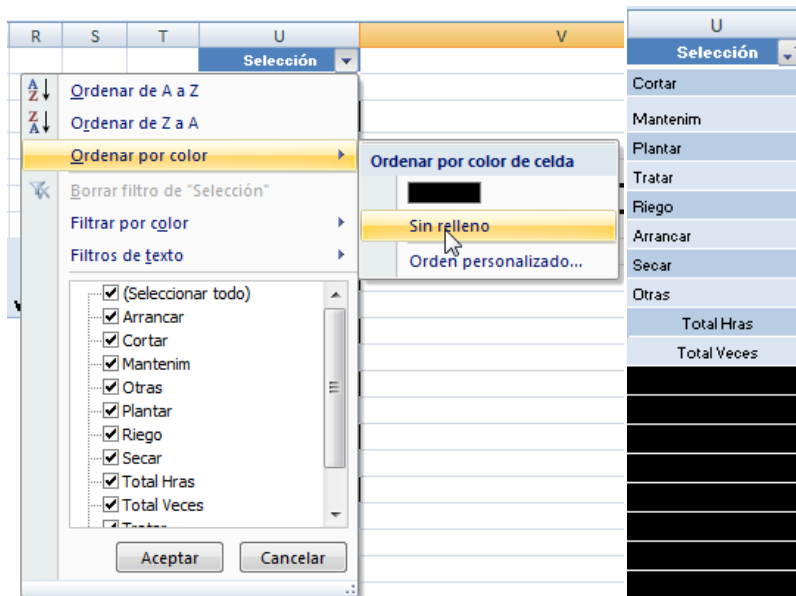 R S T U V
Selección
Ordenar de A a Z
Ordenar de Z a A
Ordenar por color
Borrar filtro de "Selección"
Filtrar por color
Filtros de texto
(Seleccionar todo)
Arrancar
Cortar
Mantenim
Otras
Plantar
Riego
Secar
Total Hras
Total Veces
Aceptar Cancelar
Ordenar por color de celda
Sin relleno
Orden personalizado...
U
Selección
Cortar
Mantenim
Plantar
Tratar
Riego
Arrancar
Secar
Otras
Total Hras
Total Veces